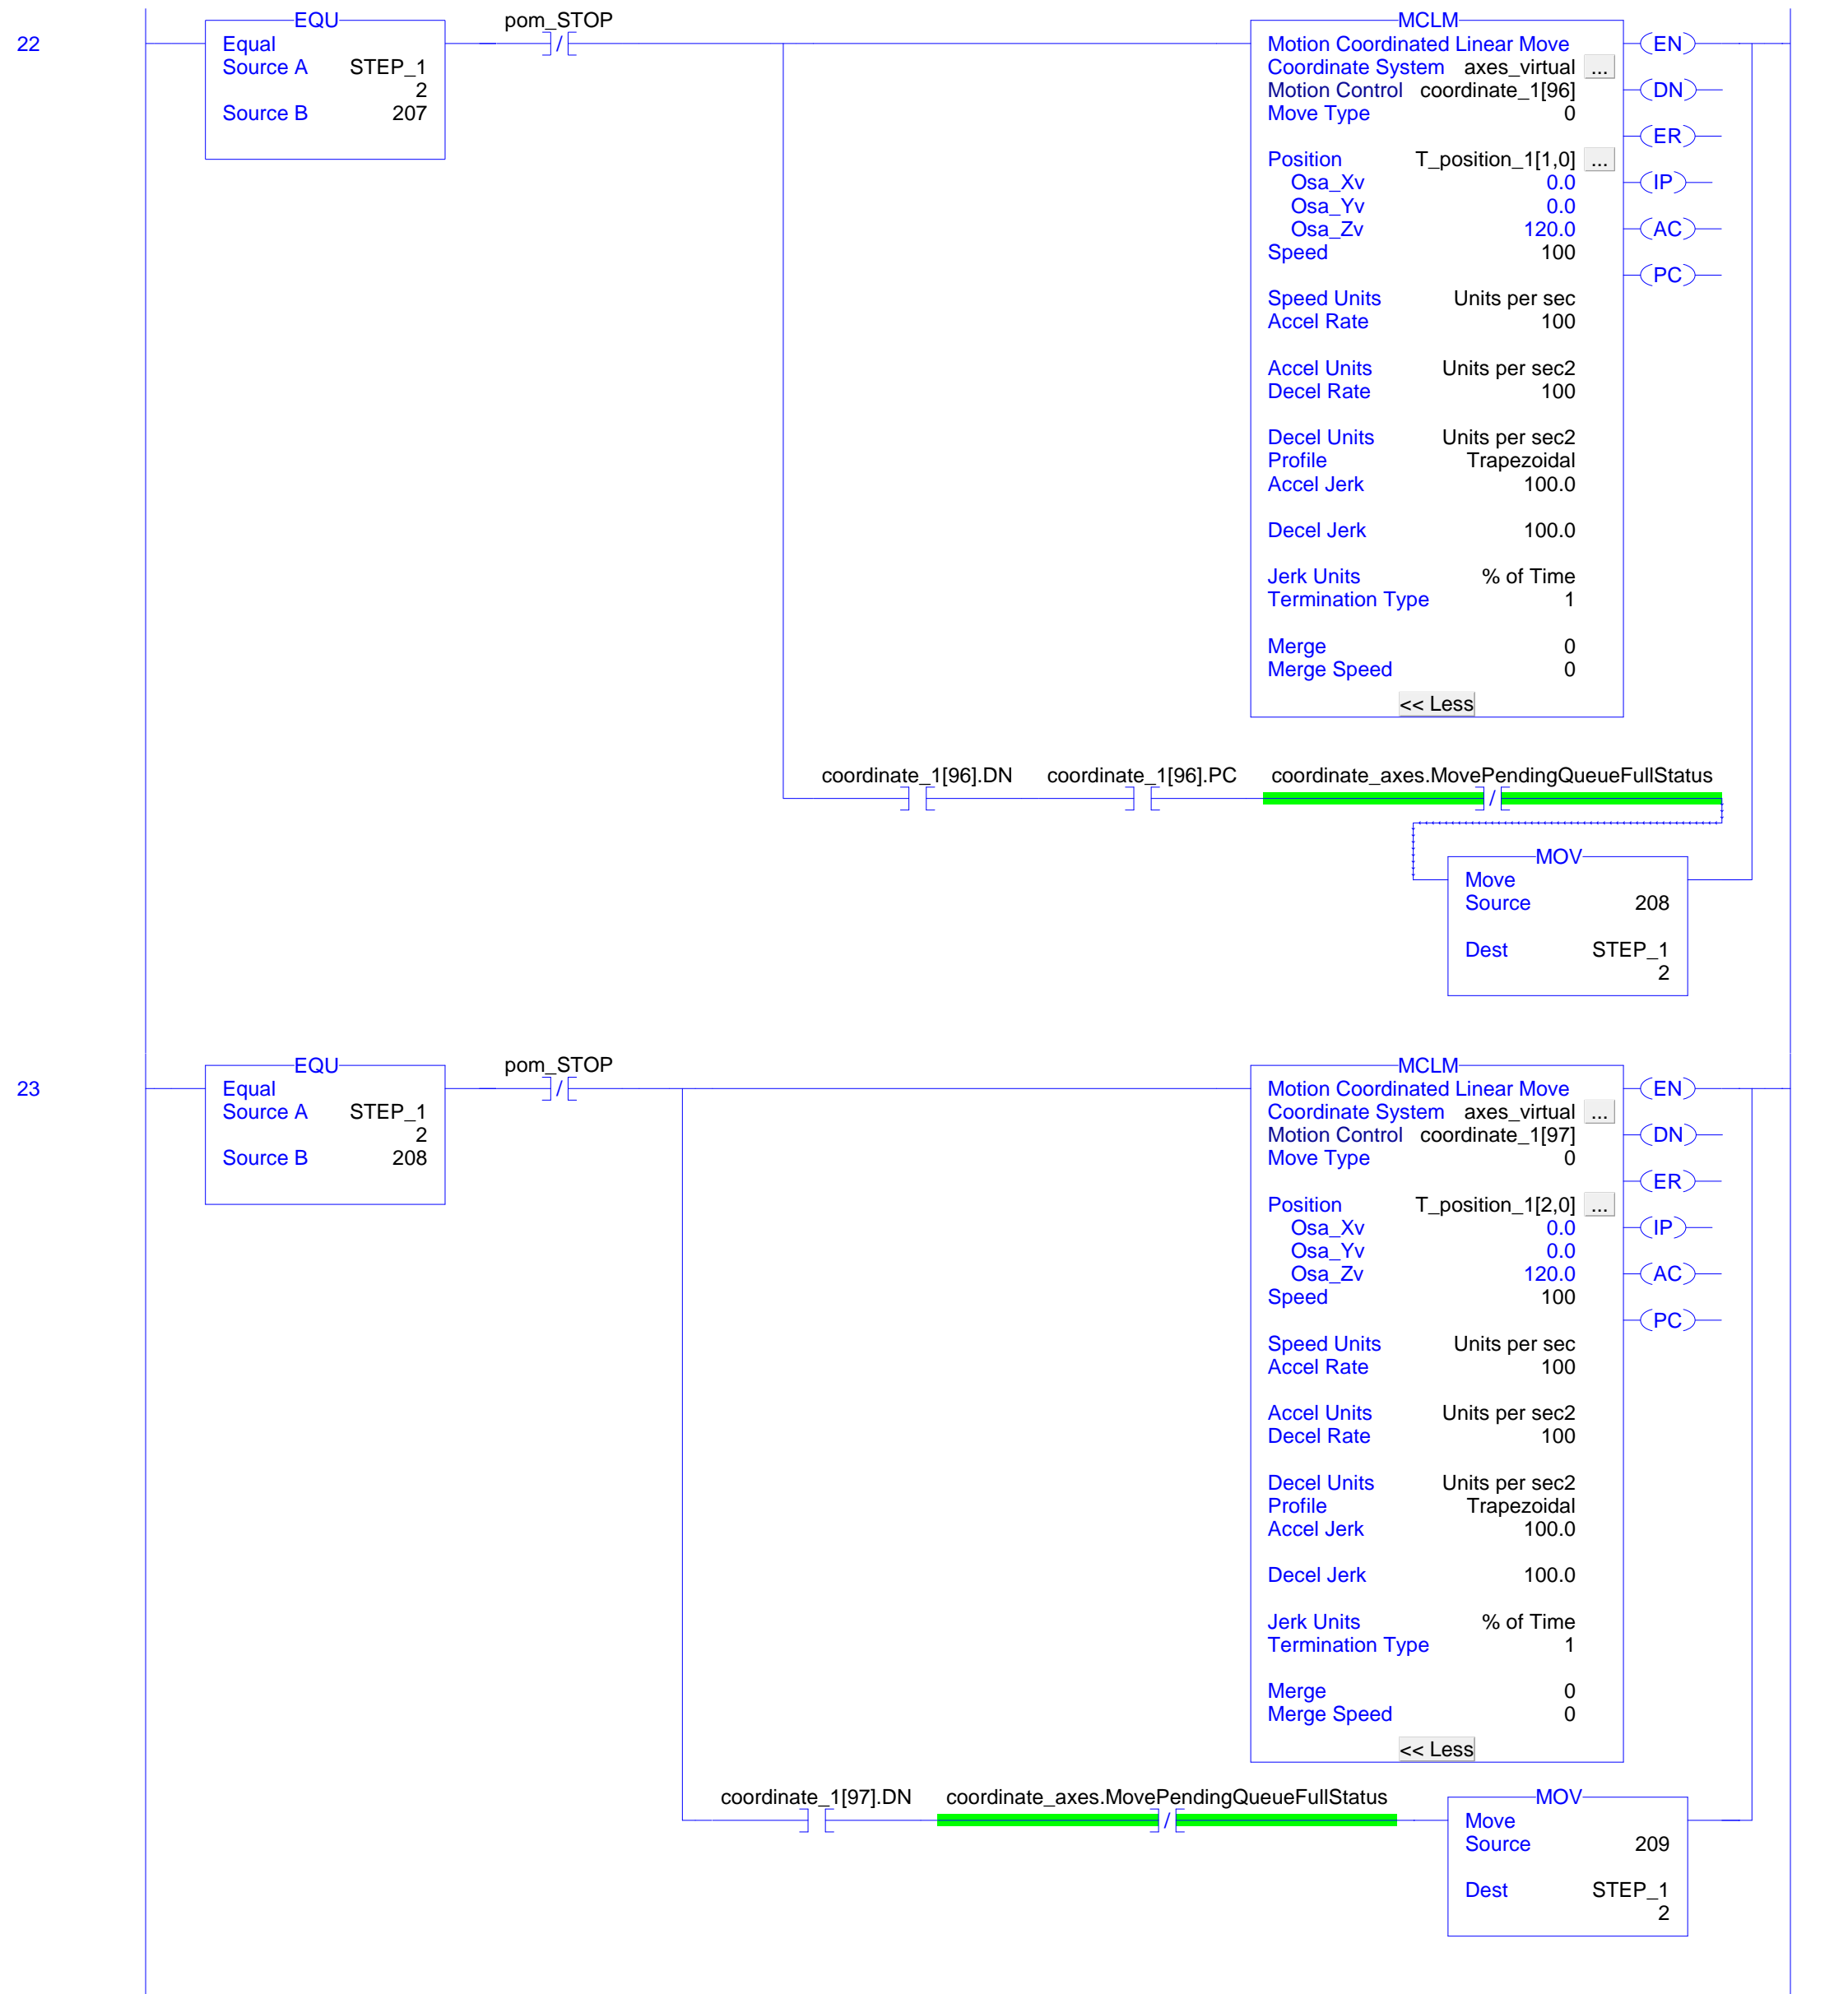 22
EQU
Equal
Source A STEP_1
2
Source B 207
pom_STOP
MCLM
Motion Coordinated Linear Move
Coordinate System axes_virtual ...
Motion Control coordinate_1[96]
Move Type 0
Position T_position_1[1,0] ...
Osa_Xv 0.0
Osa_Yv 0.0
Osa_Zv 120.0
Speed 100
Speed Units Units per sec
Accel Rate 100
Accel Units Units per sec2
Decel Rate 100
Decel Units Units per sec2
Profile Trapezoidal
Accel Jerk 100.0
Decel Jerk 100.0
Jerk Units % of Time
Termination Type 1
Merge 0
Merge Speed 0
<< Less
EN
DN
ER
IP
AC
PC
coordinate_1[96].DN coordinate_1[96].PC coordinate_axes.MovePendingQueueFullStatus
MOV
Move
Source 208
Dest STEP_1
2
23
EQU
Equal
Source A STEP_1
2
Source B 208
pom_STOP
MCLM
Motion Coordinated Linear Move
Coordinate System axes_virtual ...
Motion Control coordinate_1[97]
Move Type 0
Position T_position_1[2,0] ...
Osa_Xv 0.0
Osa_Yv 0.0
Osa_Zv 120.0
Speed 100
Speed Units Units per sec
Accel Rate 100
Accel Units Units per sec2
Decel Rate 100
Decel Units Units per sec2
Profile Trapezoidal
Accel Jerk 100.0
Decel Jerk 100.0
Jerk Units % of Time
Termination Type 1
Merge 0
Merge Speed 0
<< Less
EN
DN
ER
IP
AC
PC
coordinate_1[97].DN coordinate_axes.MovePendingQueueFullStatus
MOV
Move
Source 209
Dest STEP_1
2